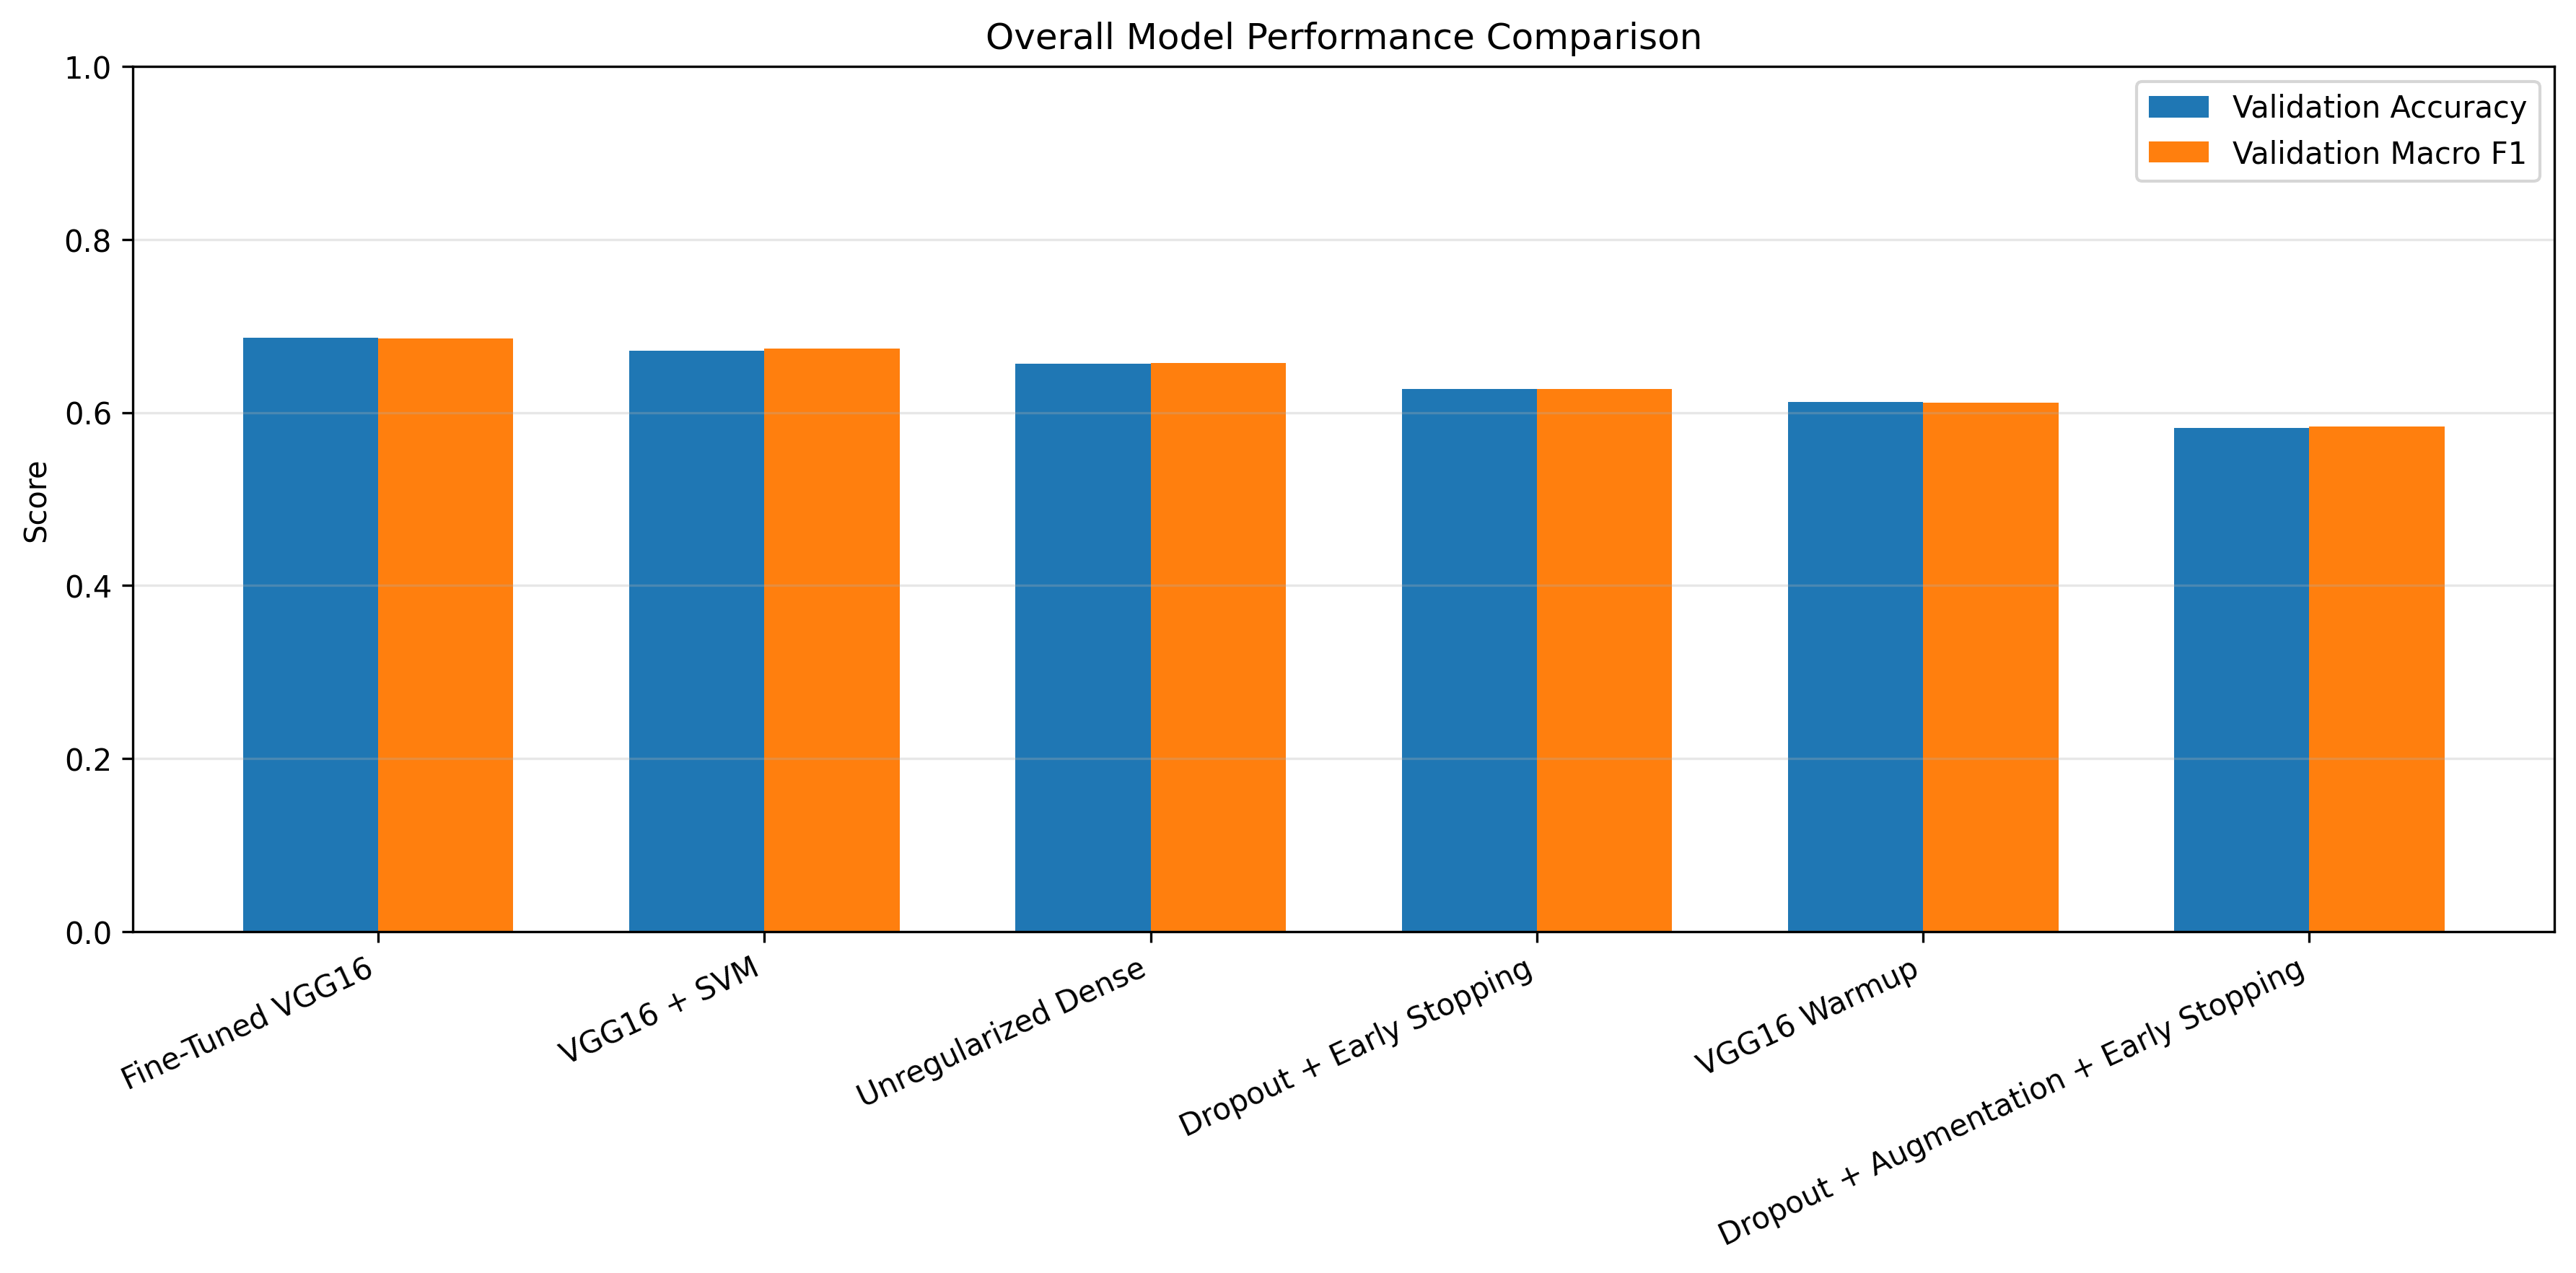 Overall Model Performance Comparison
1.0
0.8
0.6
0.4
0.2
0.0
Score
Validation Accuracy
Validation Macro F1
Fine-Tuned VGG16
VGG16 + SVM
Unregularized Dense
Dropout + Early Stopping
VGG16 Warmup
Dropout + Augmentation + Early Stopping